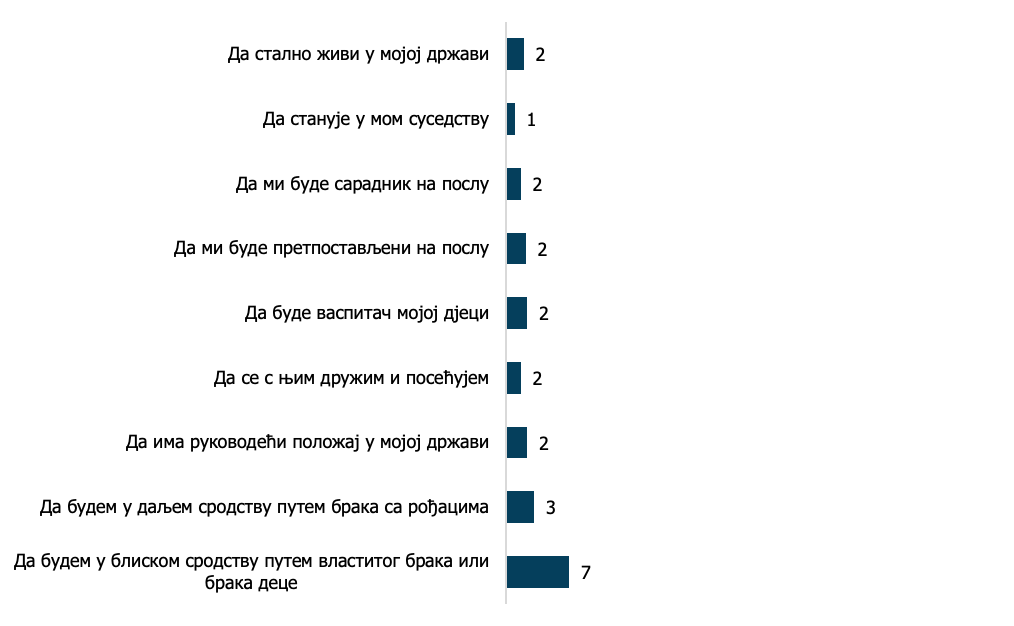 Да стално живи у мојој држави 2
Да станује у мом суседству 1
Да ми буде сарадник на послу 2
Да ми буде претпостављени на послу 2
Да буде васпитач мојој дјеци 2
Да се с њим дружим и посећујем 2
Да има руководећи положај у мојој држави 2
Да будем у даљем сродству путем брака са рођацима 3
Да будем у блиском сродству путем властитог брака или
брака деце 7